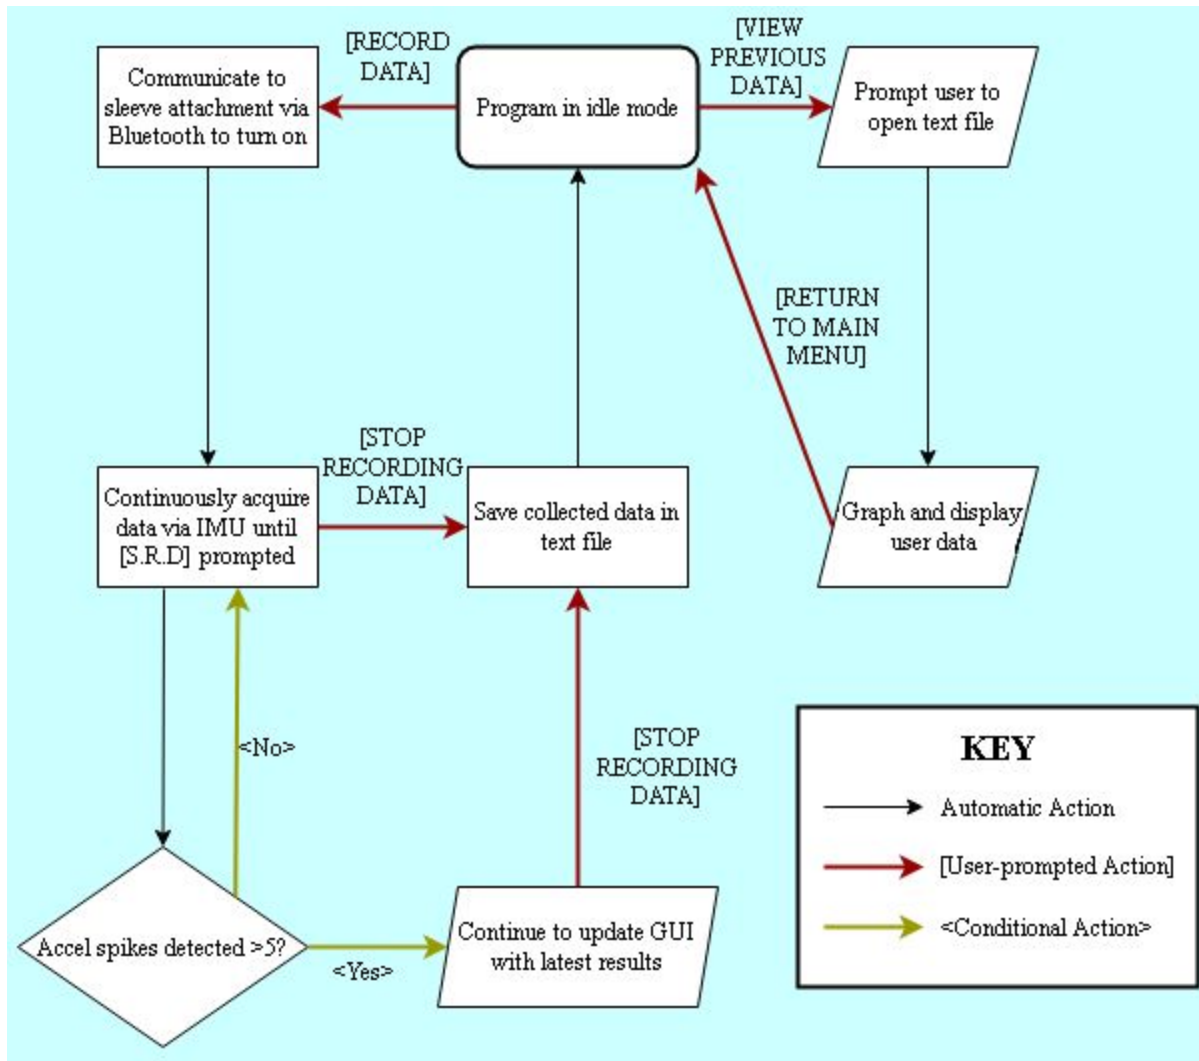 [RECORD
DATA]
[VIEW
PREVIOUS
DATA]
Communicate to
sleeve attachment via
Bluetooth to turn on
Program in idle mode
Prompt user to
open text file
[RETURN
TO MAIN
MENU]
[STOP
RECORDING
DATA]
Continuously acquire
data via IMU until
[S.R.D] prompted
Save collected data in
text file
Graph and display
user data
<No>
[STOP
RECORDING
DATA]
Accel spikes detected >5?
<Yes>
Continue to update GUI
with latest results
KEY
Automatic Action
[User-prompted Action]
<Conditional Action>